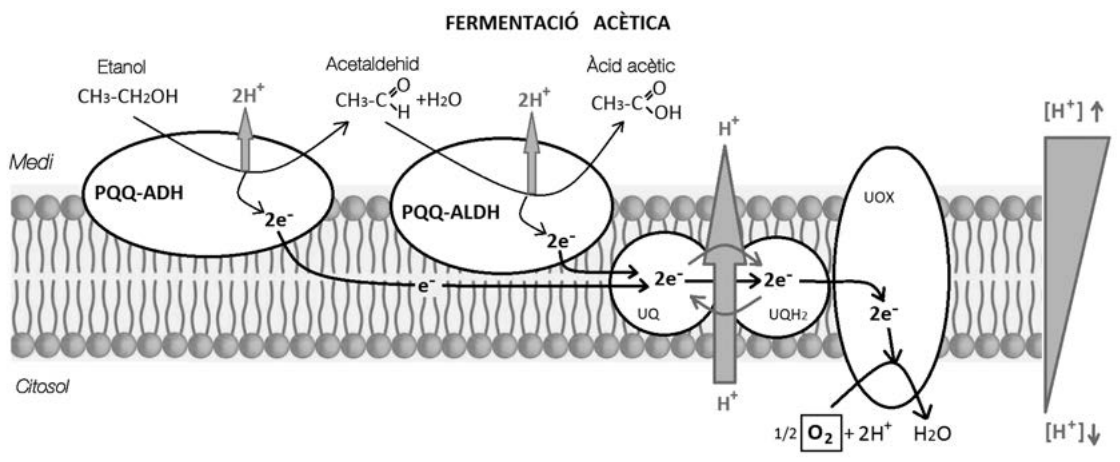 FERMENTACIÓ ACÈTICA
Etanol
CH3-CH2OH
2H+
Acetaldehid
CH3-C
O
H
+H2O
2H+
Àcid acètic
CH3-C
O
OH
[H+]
Medi
PQQ-ADH
2e-
PQQ-ALDH
2e-
H+
UOX
e-
2e-
UQ
2e-
UQH2
2e-
Citosol
H+
1/2 O2 + 2H+
H2O
[H+]